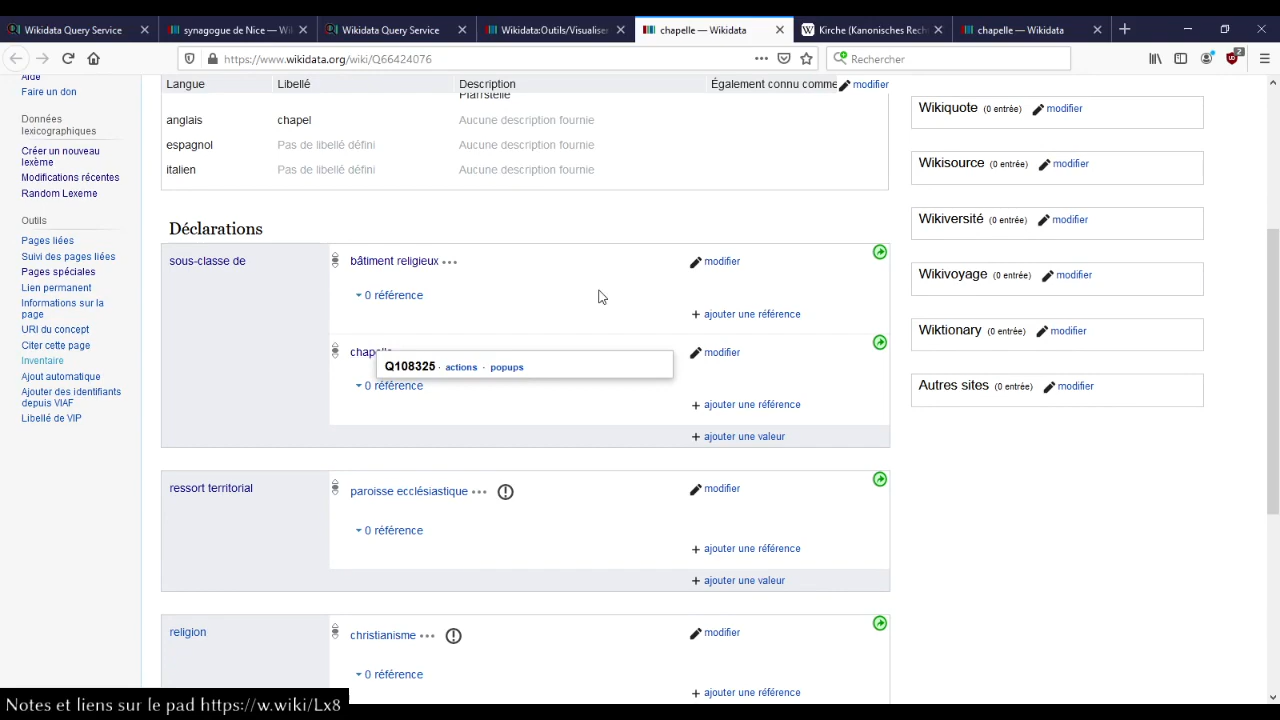 Wikidata Query Service
synagogue de Nice — Wi
Wikidata Query Service
Wikidata:Outils/Visualiser
chapelle — Wikidata
Kirche (Kanonisches Rech
chapelle — Wikidata
https://www.wikidata.org/wiki/Q66424076
Rechercher
2
Aide
Faire un don
Données
lexicographiques
Créer un nouveau
lexème
Modifications récentes
Random Lexeme
Outils
Pages liées
Suivi des pages liées
Pages spéciales
Lien permanent
Informations sur la
page
URI du concept
Citer cette page
Inventaire
Ajout automatique
Ajouter des identifiants
depuis VIAF
Libellé de VIP
Langue Libellé Description Également connu comme modifier
Pfarrstelle
anglais chapel Aucune description fournie
espagnol Pas de libellé défini Aucune description fournie
italien Pas de libellé défini Aucune description fournie
Déclarations
sous-classe de
bâtiment religieux modifier
0 référence
+ ajouter une référence
chapelle modifier
Q108325 · actions · popups
0 référence
+ ajouter une référence
+ ajouter une valeur
ressort territorial
paroisse ecclésiastique modifier
0 référence
+ ajouter une référence
+ ajouter une valeur
religion
christianisme modifier
0 référence
+ ajouter une référence
Wikiquote (0 entrée) modifier
Wikisource (0 entrée) modifier
Wikiversité (0 entrée) modifier
Wikivoyage (0 entrée) modifier
Wiktionary (0 entrée) modifier
Autres sites (0 entrée) modifier
Notes et liens sur le pad https://w.wiki/Lx8